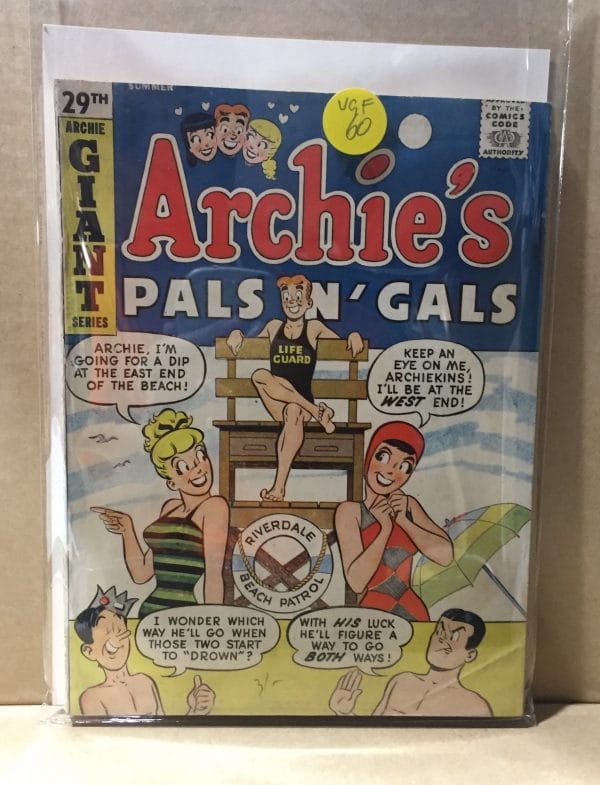 SUMMER
29TH
ARCHIE
GIANT
SERIES
VGF
60
APPROVED
BY THE
COMICS
CODE
CA
AUTHORITY
Archie's
PALS N' GALS
LIFE
GUARD
ARCHIE, I'M
GOING FOR A DIP
AT THE EAST END
OF THE BEACH!
KEEP AN
EYE ON ME,
ARCHIEKINS!
I'LL BE AT THE
WEST END!
RIVERDALE
BEACH PATROL
I WONDER WHICH
WAY HE'LL GO WHEN
THOSE TWO START
TO "DROWN"?
WITH HIS LUCK
HE'LL FIGURE A
WAY TO GO
BOTH WAYS!